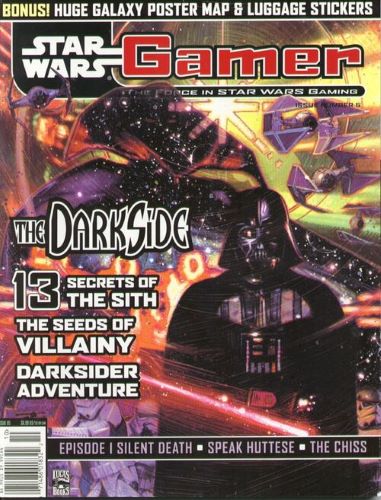 BONUS! HUGE GALAXY POSTER MAP & LUGGAGE STICKERS
STAR
WARS
Gamer
THE FORCE IN STAR WARS GAMING
ISSUE NUMBER 6
THE DARKSIDE
13 SECRETS OF
THE SITH
THE SEEDS OF
VILLAINY
DARKSIDER
ADVENTURE
EPISODE I SILENT DEATH • SPEAK HUTTESE • THE CHISS
LUCAS
BOOKS